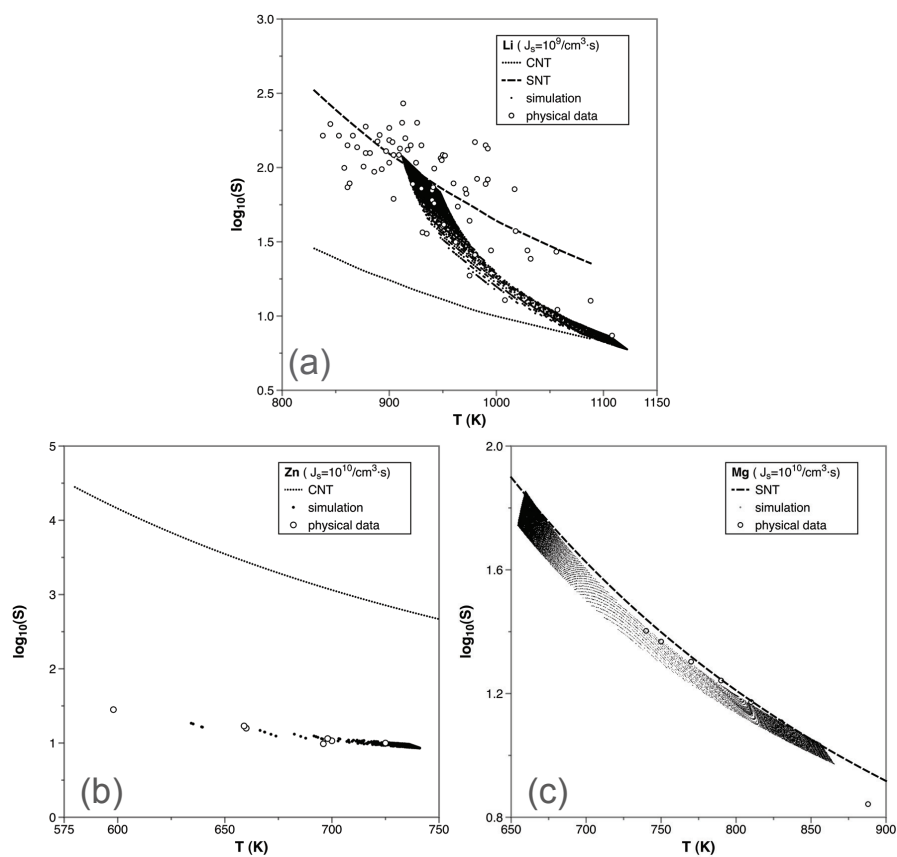 3.0
2.5
2.0
1.5
1.0
0.5
log10(S)
Li ( Js=10⁹/cm³·s)
CNT
SNT
simulation
physical data
(a)
800
900
1000
1100
1150
T (K)
5
4
3
2
1
0
log10(S)
Zn ( Js=10¹⁰/cm³·s)
CNT
simulation
physical data
(b)
575
600
650
700
750
T (K)
2.0
1.6
1.2
0.8
log10(S)
Mg ( Js=10¹⁰/cm³·s)
SNT
simulation
physical data
(c)
650
700
750
800
850
900
T (K)